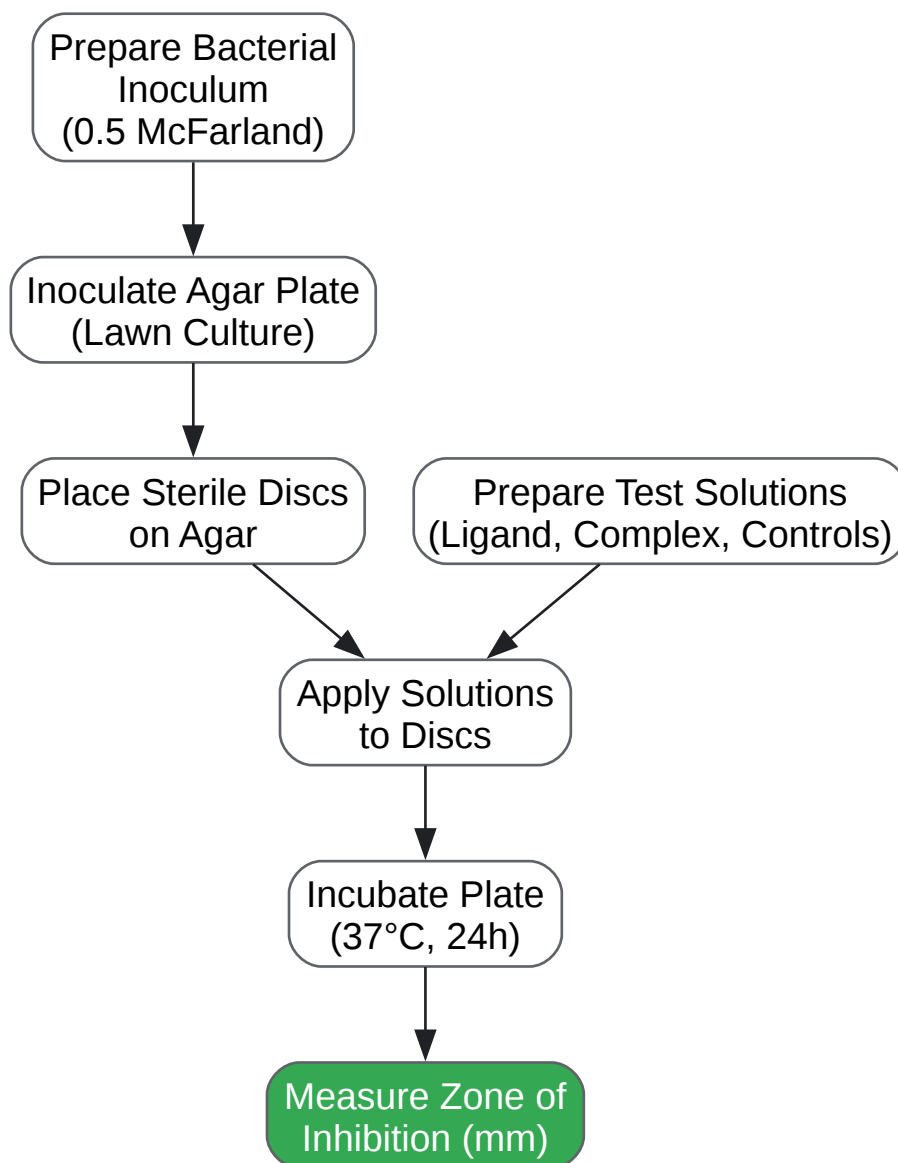 Prepare Bacterial
Inoculum
(0.5 McFarland)
Inoculate Agar Plate
(Lawn Culture)
Place Sterile Discs
on Agar
Prepare Test Solutions
(Ligand, Complex, Controls)
Apply Solutions
to Discs
Incubate Plate
(37°C, 24h)
Measure Zone of
Inhibition (mm)